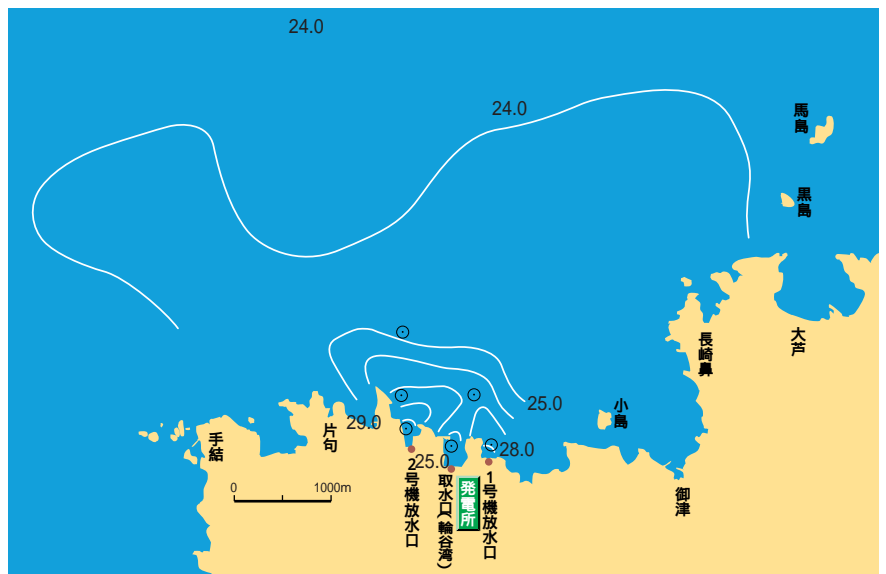 24.0
24.0
馬島
黒島
長崎鼻
大芦
25.0
小島
29.0
片句
手結
28.0
25.0
2号機放水口
取水口(輪谷湾)
発電所
1号機放水口
御津
0 1000m